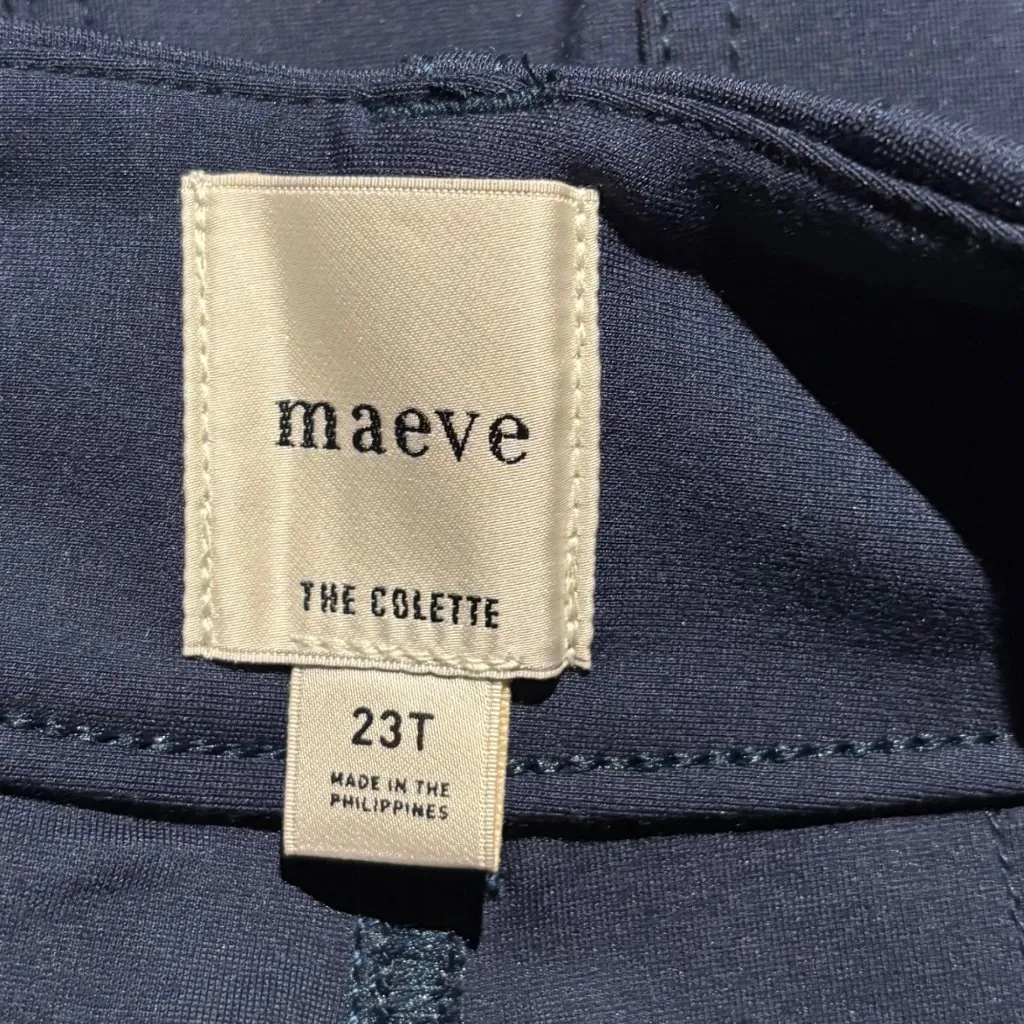 maeve
THE COLETTE
23T
MADE IN THE
PHILIPPINES